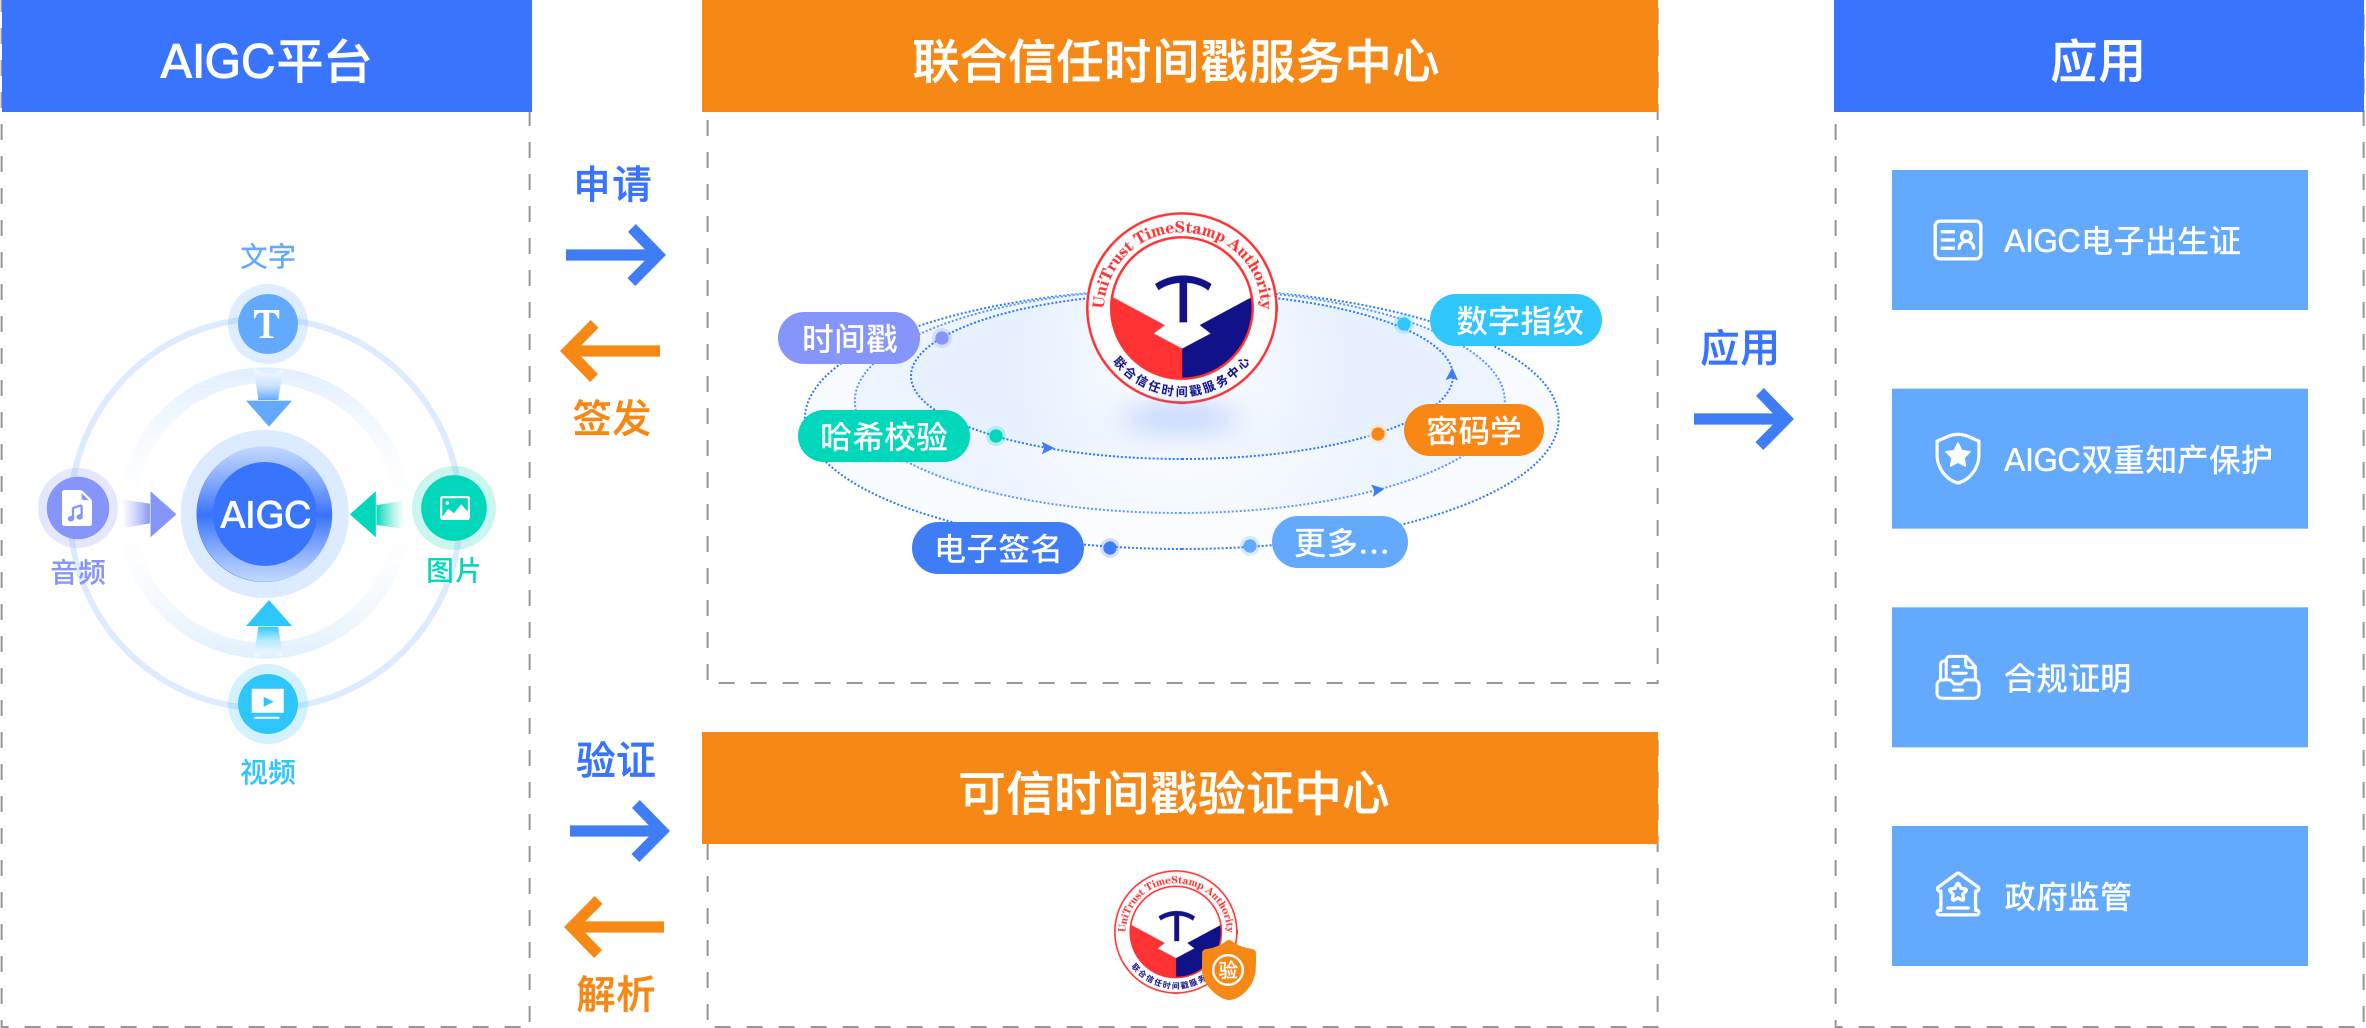 AIGC平台
文字
T
AIGC
音频
图片
视频
申请
签发
验证
解析
联合信任时间戳服务中心
UniTrust TimeStamp Authority
联合信任时间戳服务中心
时间戳
数字指纹
哈希校验
密码学
电子签名
更多...
可信时间戳验证中心
UniTrust TimeStamp Authority
联合信任时间戳服务
验
应用
应用
AIGC电子出生证
AIGC双重知产保护
合规证明
政府监管